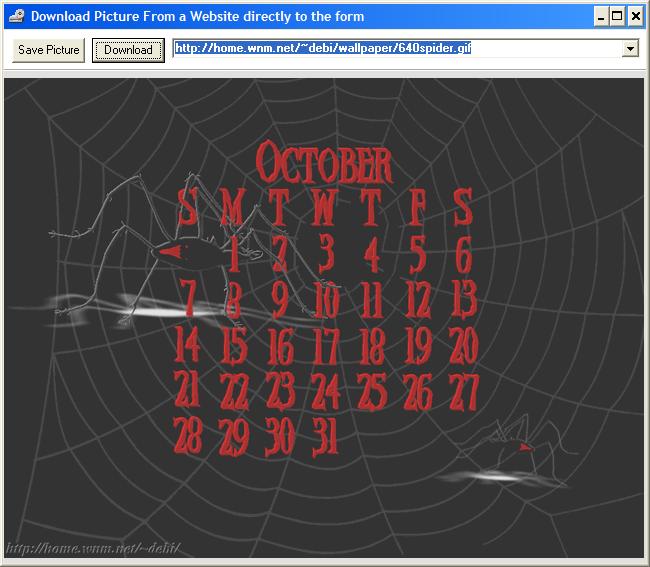 Download Picture From a Website directly to the form
Save Picture Download http://home.wnm.net/~debi/wallpaper/640spider.gif
OCTOBER
S M T W T F S
1 2 3 4 5 6
7 8 9 10 11 12 13
14 15 16 17 18 19 20
21 22 23 24 25 26 27
28 29 30 31
http://home.wnm.net/~debi/